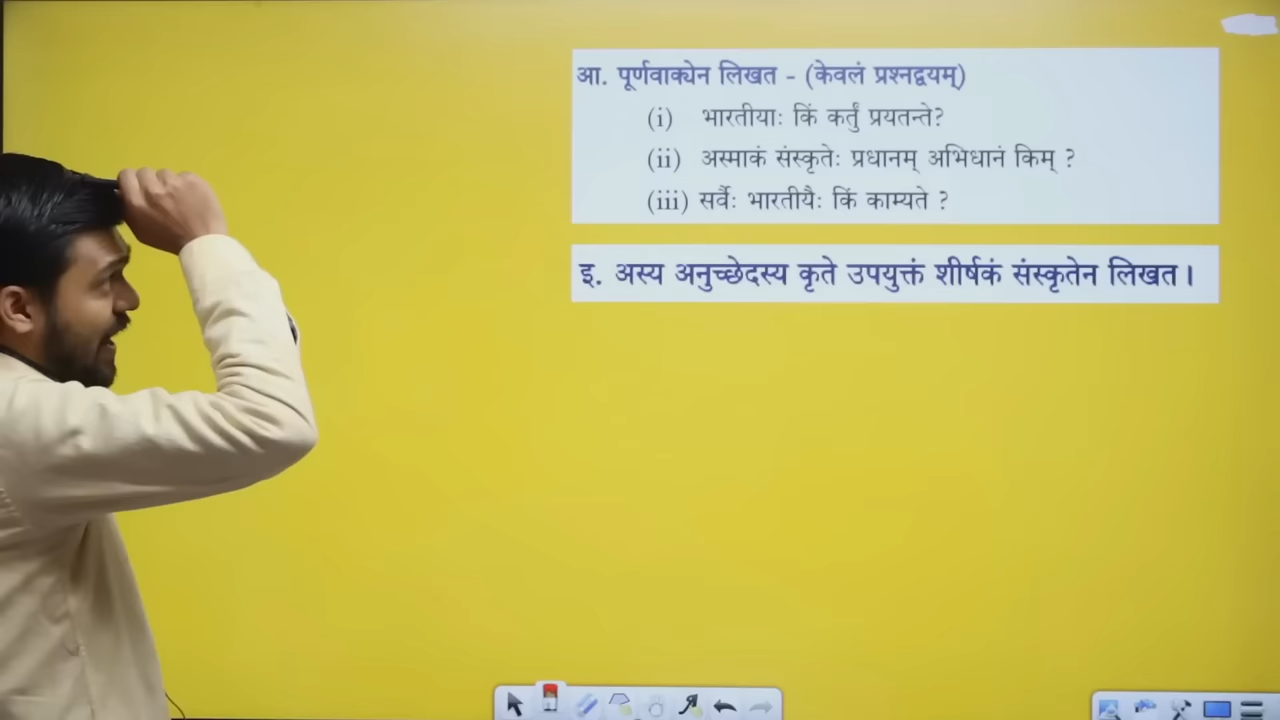 आ. पूर्णवाक्येन लिखत - (केवलं प्रश्नद्वयम्)
(i) भारतीयाः किं कर्तुं प्रयतन्ते?
(ii) अस्माकं संस्कृतेः प्रधानम् अभिधानं किम् ?
(iii) सर्वैः भारतीयैः किं काम्यते ?
इ. अस्य अनुच्छेदस्य कृते उपयुक्तं शीर्षकं संस्कृतेन लिखत।